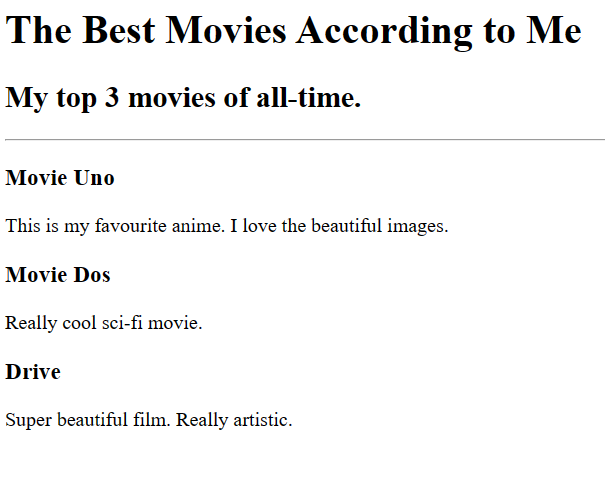 The Best Movies According to Me
My top 3 movies of all-time.
Movie Uno
This is my favourite anime. I love the beautiful images.
Movie Dos
Really cool sci-fi movie.
Drive
Super beautiful film. Really artistic.